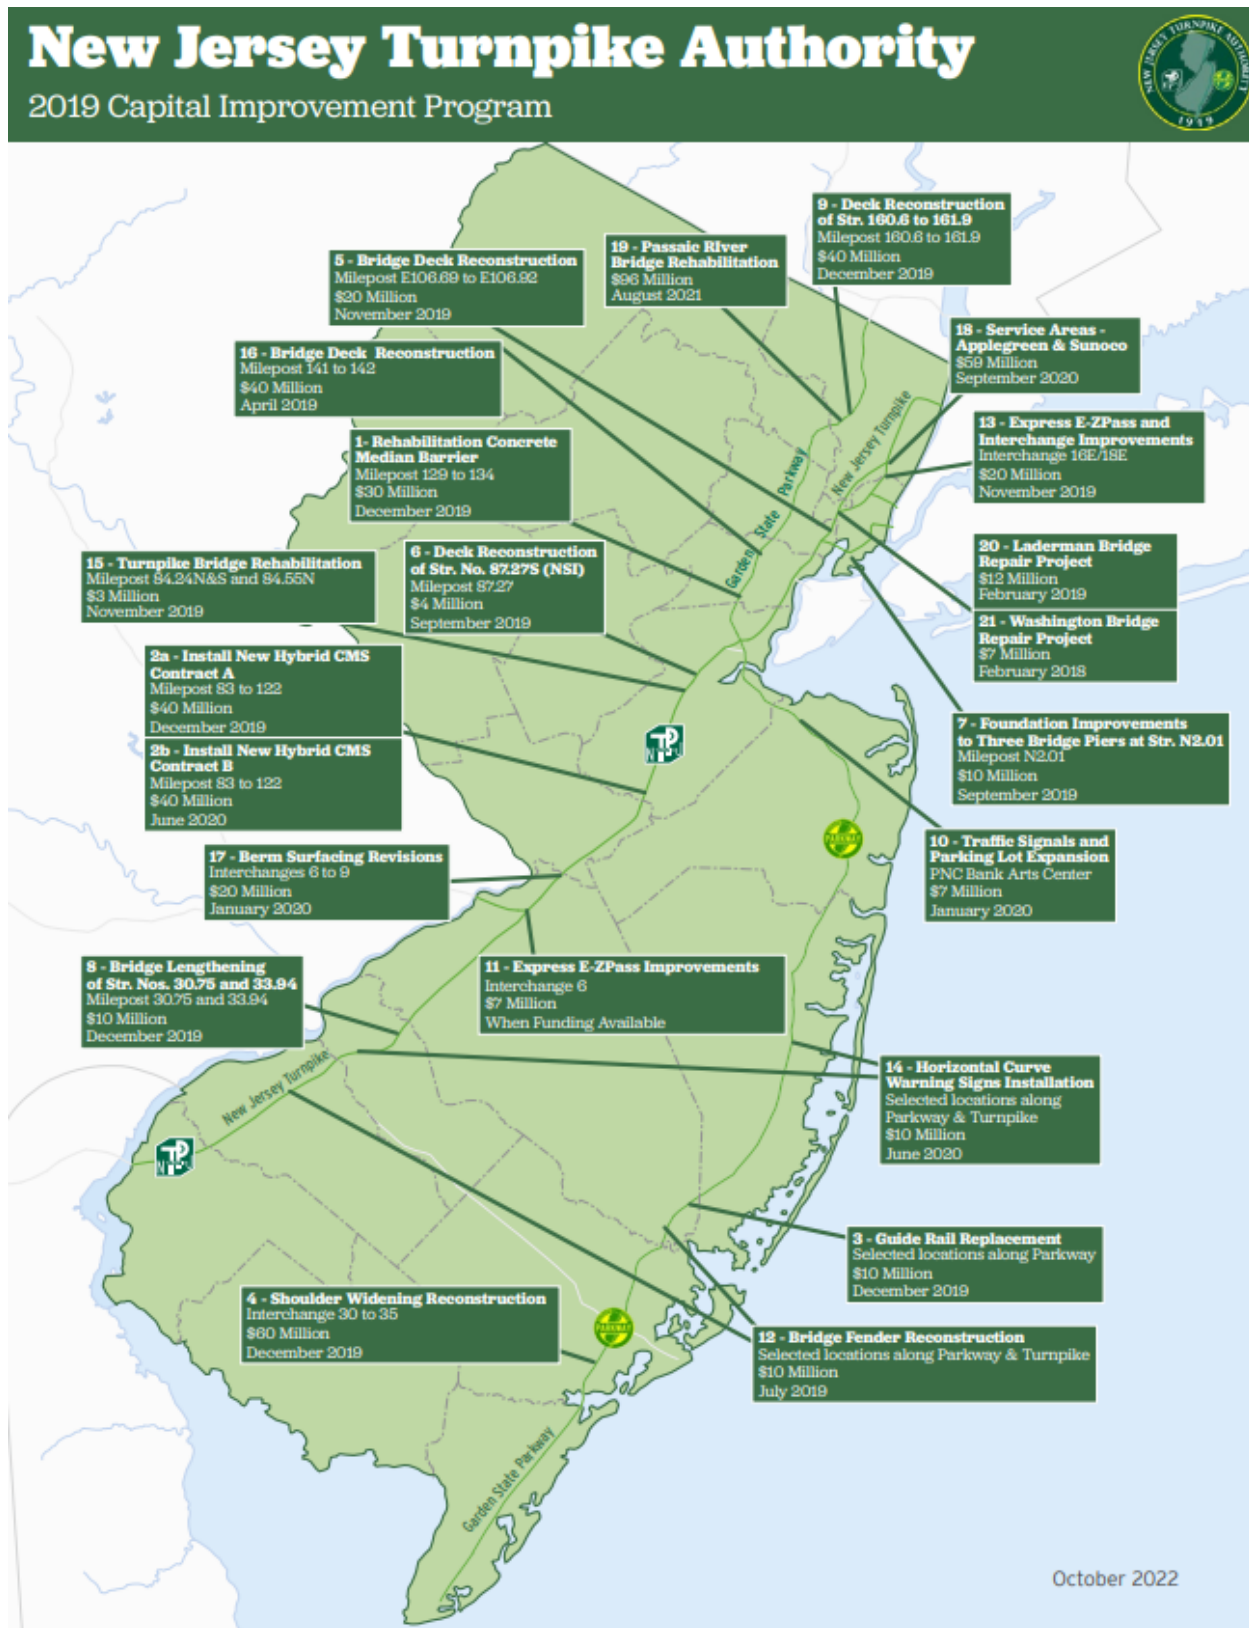 New Jersey Turnpike Authority
2019 Capital Improvement Program
NEW JERSEY TURNPIKE AUTHORITY
1949
9 - Deck Reconstruction
of Str. 160.6 to 161.9
Milepost 160.6 to 161.9
$40 Million
December 2019
19 - Passaic RIver
Bridge Rehabilitation
$96 Million
August 2021
5 - Bridge Deck Reconstruction
Milepost E106.69 to E106.92
$20 Million
November 2019
18 - Service Areas -
Applegreen & Sunoco
$59 Million
September 2020
16 - Bridge Deck Reconstruction
Milepost 141 to 142
$40 Million
April 2019
13 - Express E-ZPass and
Interchange Improvements
Interchange 16E/18E
$20 Million
November 2019
1- Rehabilitation Concrete
Median Barrier
Milepost 129 to 134
$30 Million
December 2019
New Jersey Turnpike
Garden State Parkway
20 - Laderman Bridge
Repair Project
$12 Million
February 2019
6 - Deck Reconstruction
of Str. No. 87.27S (NSI)
Milepost 87.27
$4 Million
September 2019
15 - Turnpike Bridge Rehabilitation
Milepost 84.24N&S and 84.55N
$3 Million
November 2019
21 - Washington Bridge
Repair Project
$7 Million
February 2018
2a - Install New Hybrid CMS
Contract A
Milepost 83 to 122
$40 Million
December 2019
7 - Foundation Improvements
to Three Bridge Piers at Str. N2.01
Milepost N2.01
$10 Million
September 2019
2b - Install New Hybrid CMS
Contract B
Milepost 83 to 122
$40 Million
June 2020
PARKWAY
10 - Traffic Signals and
Parking Lot Expansion
PNC Bank Arts Center
$7 Million
January 2020
17 - Berm Surfacing Revisions
Interchanges 6 to 9
$20 Million
January 2020
8 - Bridge Lengthening
of Str. Nos. 30.75 and 33.94
Milepost 30.75 and 33.94
$10 Million
December 2019
11 - Express E-ZPass Improvements
Interchange 6
$7 Million
When Funding Available
14 - Horizontal Curve
Warning Signs Installation
Selected locations along
Parkway & Turnpike
$10 Million
June 2020
New Jersey Turnpike
3 - Guide Rail Replacement
Selected locations along Parkway
$10 Million
December 2019
4 - Shoulder Widening Reconstruction
Interchange 30 to 35
$60 Million
December 2019
PARKWAY
12 - Bridge Fender Reconstruction
Selected locations along Parkway & Turnpike
$10 Million
July 2019
Garden State Parkway
October 2022